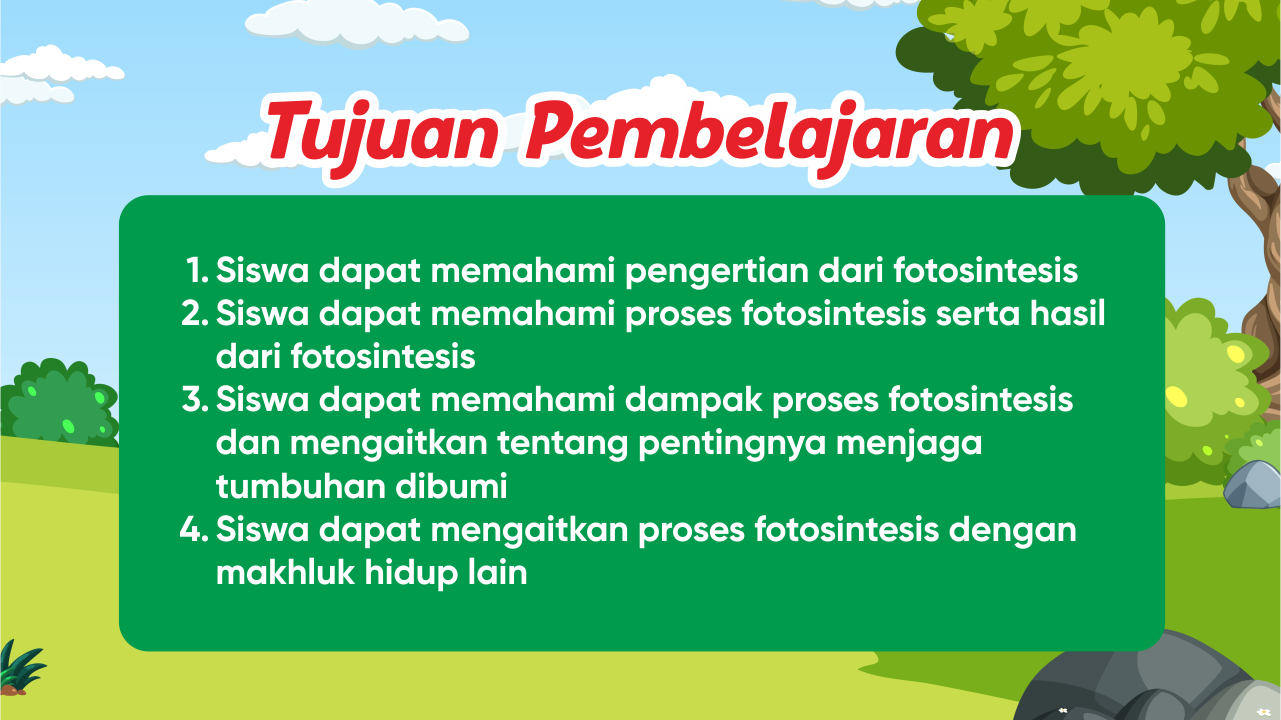 Tujuan Pembelajaran
1. Siswa dapat memahami pengertian dari fotosintesis
2. Siswa dapat memahami proses fotosintesis serta hasil
dari fotosintesis
3. Siswa dapat memahami dampak proses fotosintesis
dan mengaitkan tentang pentingnya menjaga
tumbuhan dibumi
4. Siswa dapat mengaitkan proses fotosintesis dengan
makhluk hidup lain